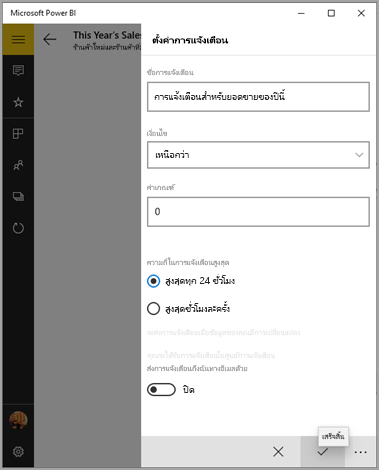 Microsoft Power BI
This Year's Sales
ร้านค้าใหม่และร้านค้าที่
ตั้งค่าการแจ้งเตือน
ชื่อการแจ้งเตือน
การแจ้งเตือนสำหรับยอดขายของปีนี้
เงื่อนไข
เหนือกว่า
ค่าเกณฑ์
0
ความถี่ในการแจ้งเตือนสูงสุด
สูงสุดทุก 24 ชั่วโมง
สูงสุดชั่วโมงละครั้ง
ส่งการแจ้งเตือนถึงฉันทางอีเมลด้วย
ปิด
เสร็จสิ้น